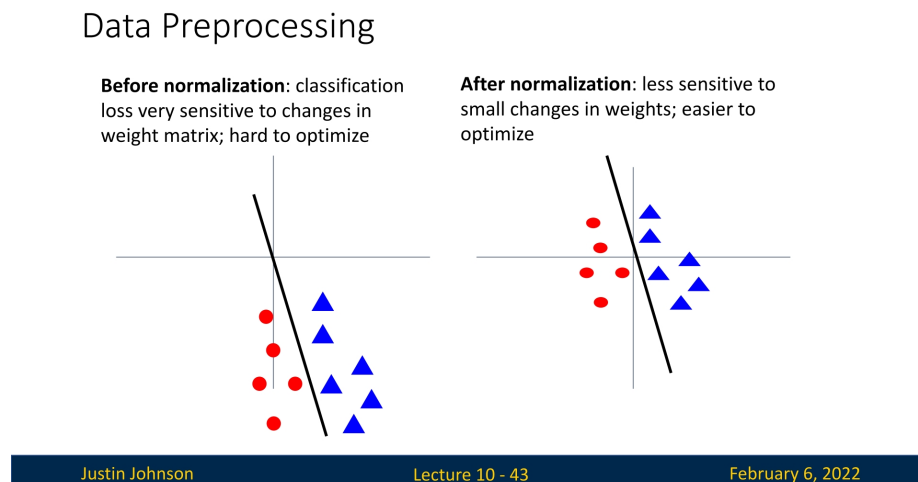 Data Preprocessing
Before normalization: classification
loss very sensitive to changes in
weight matrix; hard to optimize
After normalization: less sensitive to
small changes in weights; easier to
optimize
Justin Johnson
Lecture 10 - 43
February 6, 2022